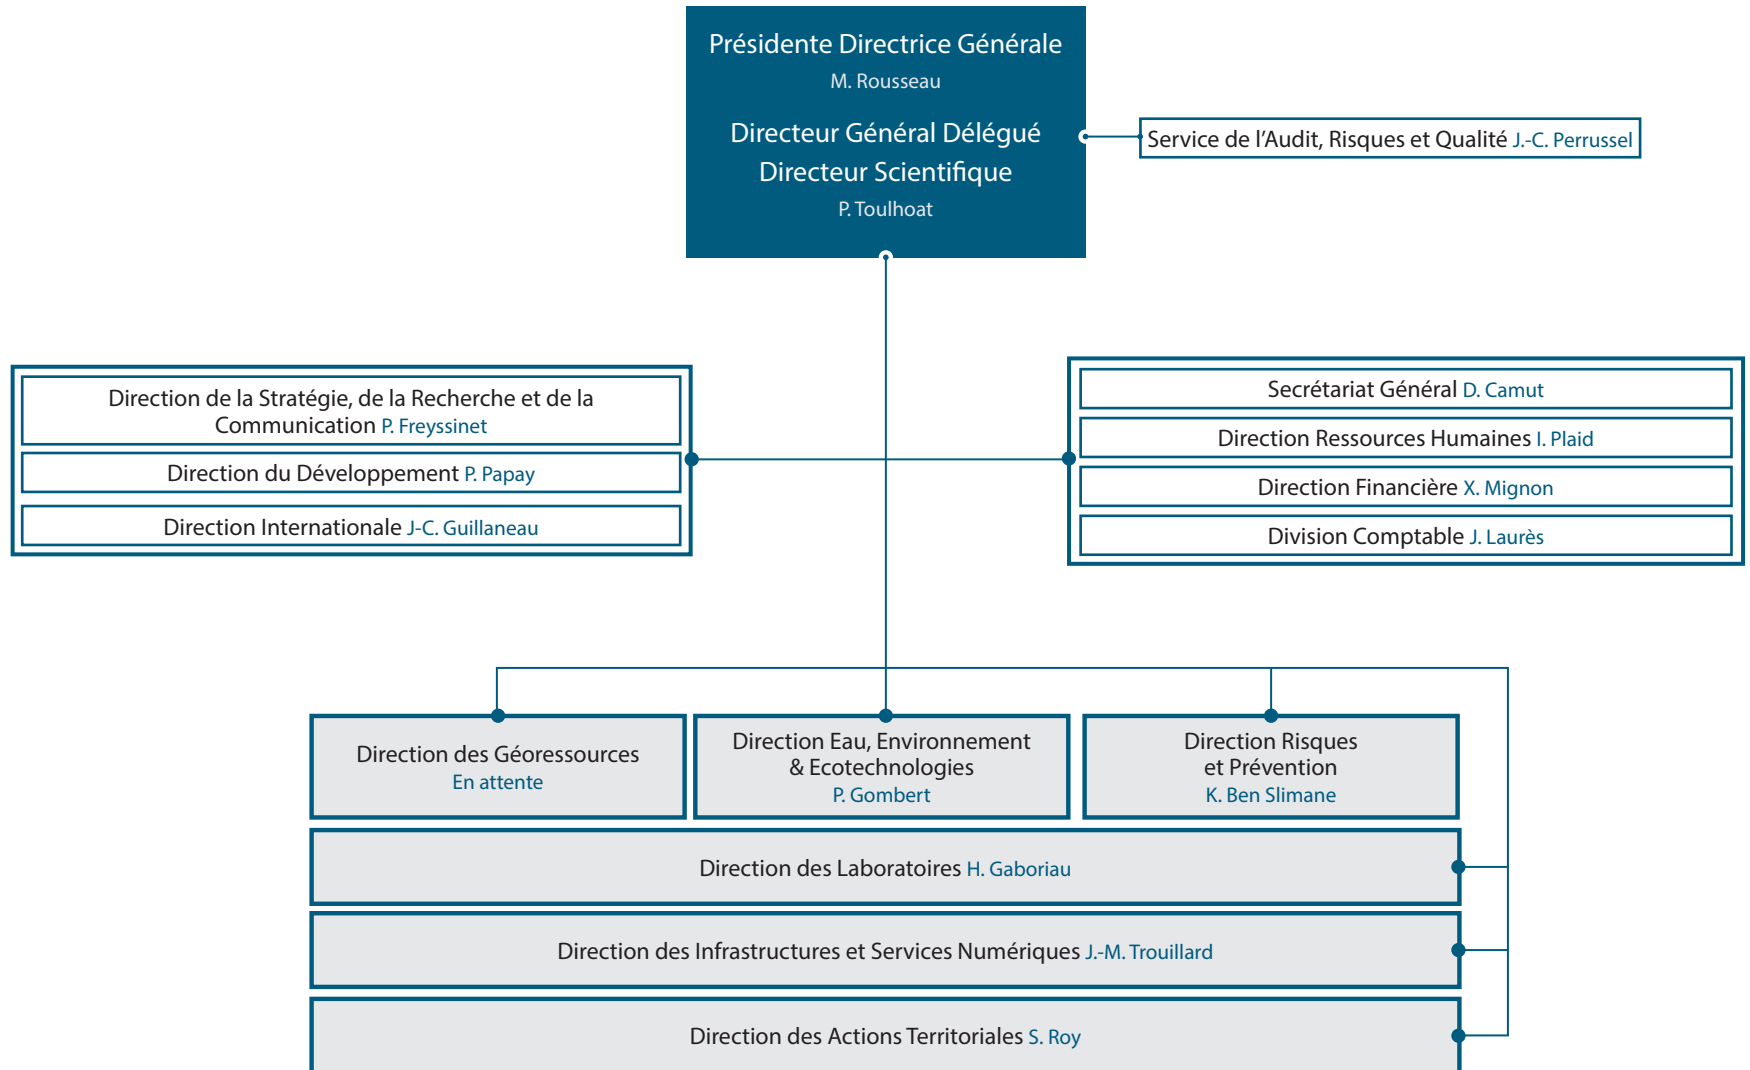 Présidente Directrice Générale
M. Rousseau
Directeur Général Délégué
Directeur Scientifique
P. Toulhoat
Service de l'Audit, Risques et Qualité J.-C. Perrussel
Direction de la Stratégie, de la Recherche et de la
Communication P. Freyssinet
Direction du Développement P. Papay
Direction Internationale J-C. Guillaneau
Secrétariat Général D. Camut
Direction Ressources Humaines I. Plaid
Direction Financière X. Mignon
Division Comptable J. Laurès
Direction des Géoressources
En attente
Direction Eau, Environnement
& Ecotechnologies
P. Gombert
Direction Risques
et Prévention
K. Ben Slimane
Direction des Laboratoires H. Gaboriau
Direction des Infrastructures et Services Numériques J.-M. Trouillard
Direction des Actions Territoriales S. Roy